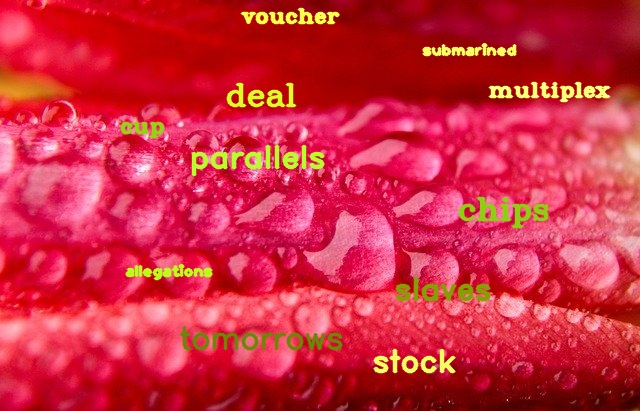 voucher
submarined
multiplex
deal
cup
parallels
chips
allegations
slaves
tomorrows
stock